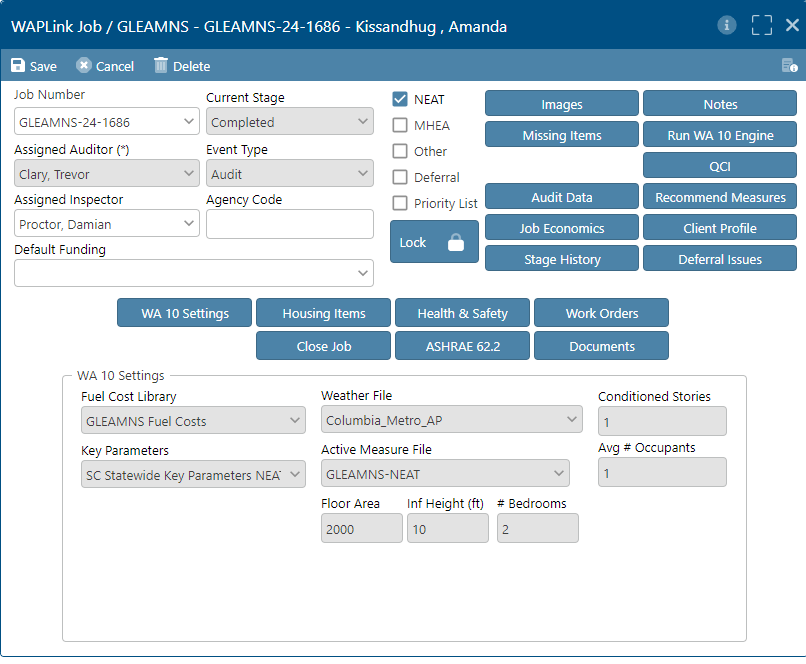 WAPLink Job / GLEAMNS - GLEAMNS-24-1686 - Kissandhug , Amanda
Save Cancel Delete
Job Number
GLEAMNS-24-1686
Current Stage
Completed
Assigned Auditor (*)
Clary, Trevor
Event Type
Audit
Assigned Inspector
Proctor, Damian
Agency Code
Default Funding
NEAT
MHEA
Other
Deferral
Priority List
Lock
Images
Notes
Missing Items
Run WA 10 Engine
QCI
Audit Data
Recommend Measures
Job Economics
Client Profile
Stage History
Deferral Issues
WA 10 Settings
Housing Items
Health & Safety
Work Orders
Close Job
ASHRAE 62.2
Documents
WA 10 Settings
Fuel Cost Library
GLEAMNS Fuel Costs
Weather File
Columbia_Metro_AP
Conditioned Stories
1
Key Parameters
SC Statewide Key Parameters NEAT
Active Measure File
GLEAMNS-NEAT
Avg # Occupants
1
Floor Area
2000
Inf Height (ft)
10
# Bedrooms
2